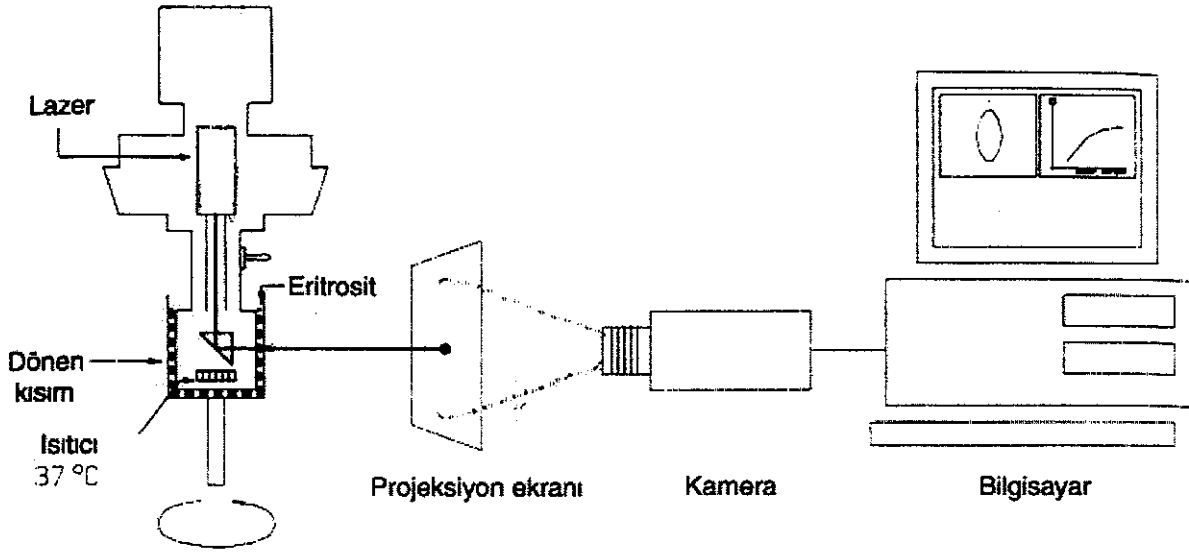 Lazer
Eritrosit
Dönen
kısım
Isıtıcı
37 °C
Projeksiyon ekranı
Kamera
Bilgisayar